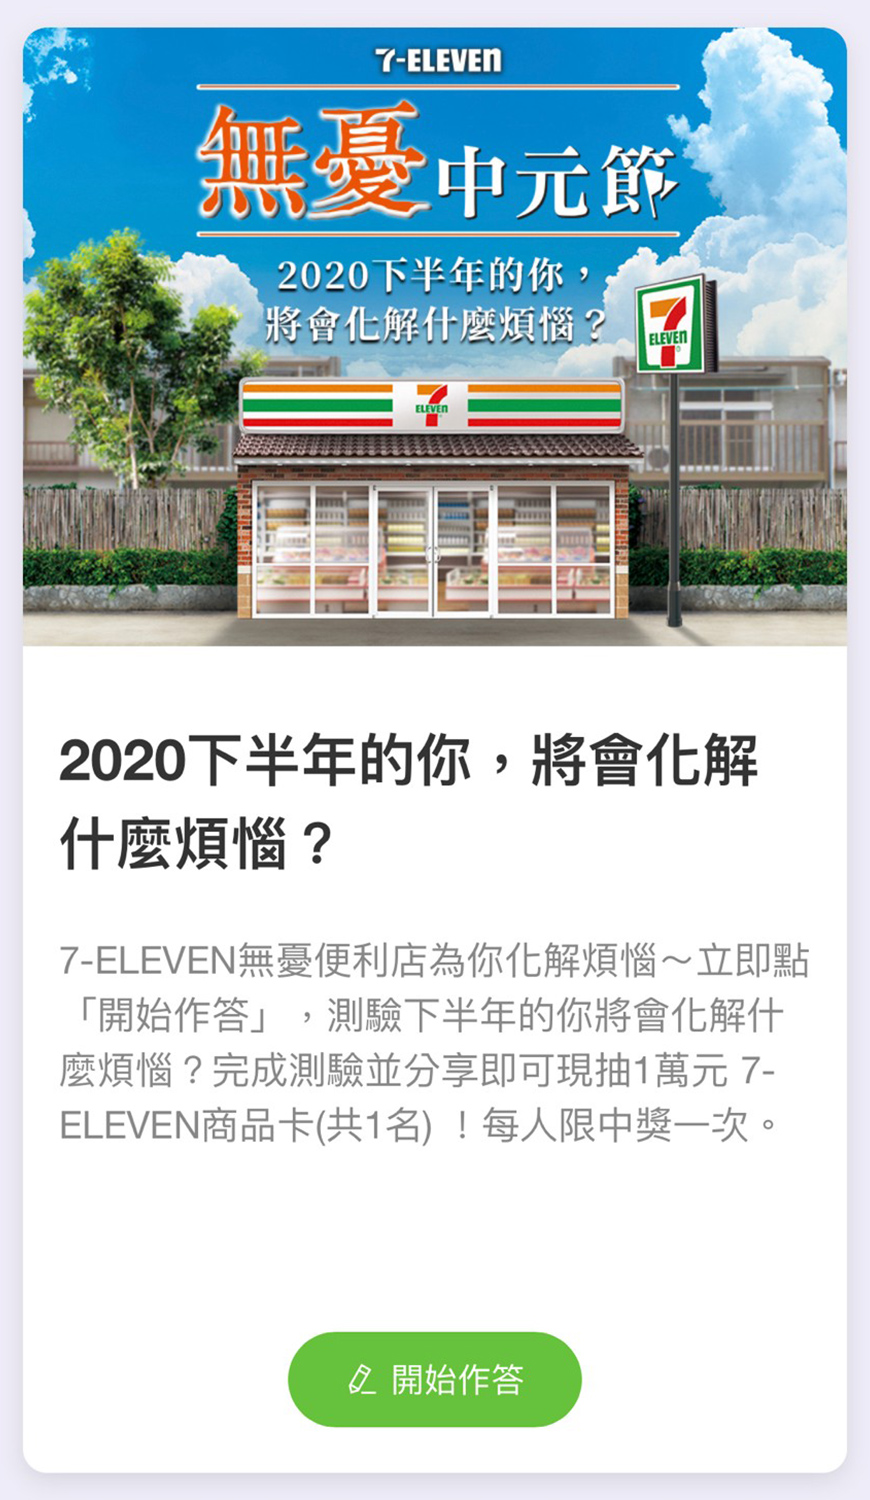 7-ELEVEN
無憂中元節
2020下半年的你，
將會化解什麼煩惱？
7
ELEVEN
7
ELEVEN
2020下半年的你，將會化解
什麼煩惱？
7-ELEVEN無憂便利店為你化解煩惱～立即點
「開始作答」，測驗下半年的你將會化解什
麼煩惱？完成測驗並分享即可現抽1萬元 7-
ELEVEN商品卡(共1名) ！每人限中獎一次。
開始作答